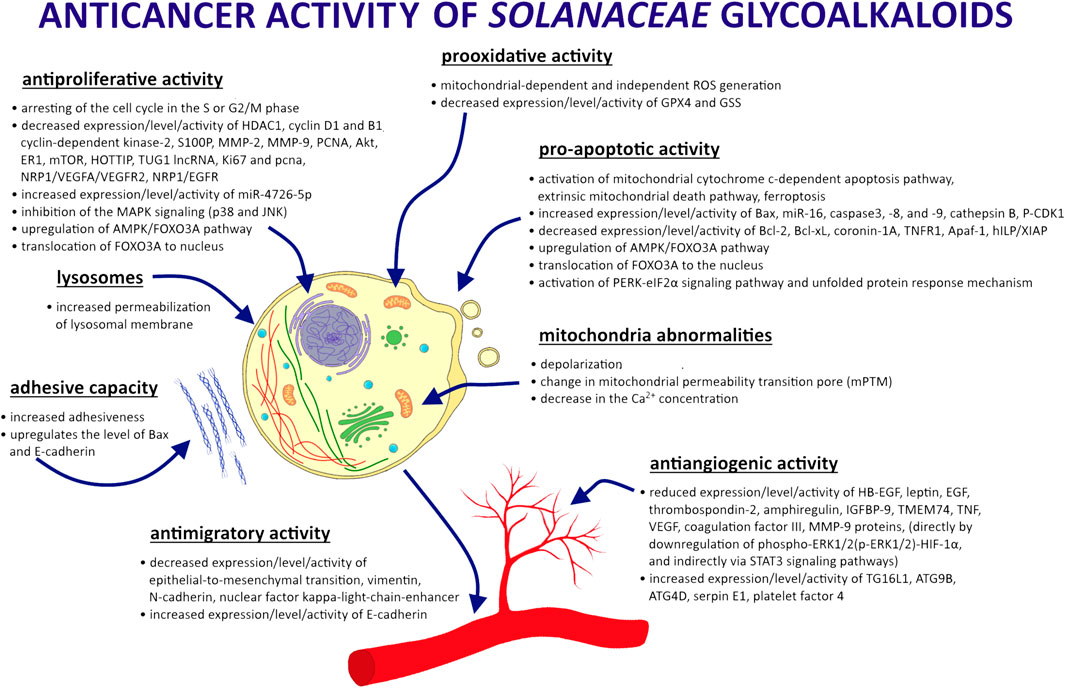 ANTICANCER ACTIVITY OF SOLANACEAE GLYCOALKALOIDS
prooxidative activity
• mitochondrial-dependent and independent ROS generation
• decreased expression/level/activity of GPX4 and GSS
antiproliferative activity
• arresting of the cell cycle in the S or G2/M phase
• decreased expression/level/activity of HDAC1, cyclin D1 and B1
cyclin-dependent kinase-2, S100P, MMP-2, MMP-9, PCNA, Akt,
ER1, mTOR, HOTTIP, TUG1 lncRNA, Ki67 and pcna,
NRP1/VEGFA/VEGFR2, NRP1/EGFR
• increased expression/level/activity of miR-4726-5p
• inhibition of the MAPK signaling (p38 and JNK)
• upregulation of AMPK/FOXO3A pathway
• translocation of FOXO3A to nucleus
pro-apoptotic activity
• activation of mitochondrial cytochrome c-dependent apoptosis pathway,
extrinsic mitochondrial death pathway, ferroptosis
• increased expression/level/activity of Bax, miR-16, caspase3, -8, and -9, cathepsin B, P-CDK1
• decreased expression/level/activity of Bcl-2, Bcl-xL, coronin-1A, TNFR1, Apaf-1, hILP/XIAP
• upregulation of AMPK/FOXO3A pathway
• translocation of FOXO3A to the nucleus
• activation of PERK-eIF2α signaling pathway and unfolded protein response mechanism
lysosomes
• increased permeabilization
of lysosomal membrane
mitochondria abnormalities
• depolarization
• change in mitochondrial permeability transition pore (mPTM)
• decrease in the Ca²⁺ concentration
adhesive capacity
• increased adhesiveness
• upregulates the level of Bax
and E-cadherin
antiangiogenic activity
• reduced expression/level/activity of HB-EGF, leptin, EGF,
thrombospondin-2, amphiregulin, IGFBP-9, TMEM74, TNF,
VEGF, coagulation factor III, MMP-9 proteins, (directly by
downregulation of phospho-ERK1/2(p-ERK1/2)-HIF-1α,
and indirectly via STAT3 signaling pathways)
• increased expression/level/activity of TG16L1, ATG9B,
ATG4D, serpin E1, platelet factor 4
antimigratory activity
• decreased expression/level/activity of
epithelial-to-mesenchymal transition, vimentin,
N-cadherin, nuclear factor kappa-light-chain-enhancer
• increased expression/level/activity of E-cadherin